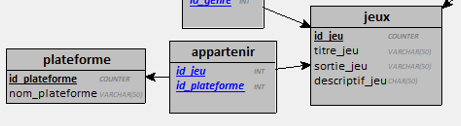 id_genre INT
jeux
id_jeu COUNTER
titre_jeu VARCHAR(50)
sortie_jeu VARCHAR(50)
descriptif_jeu CHAR(50)
appartenir
id_jeu INT
id_plateforme INT
plateforme
id_plateforme COUNTER
nom_plateforme VARCHAR(50)